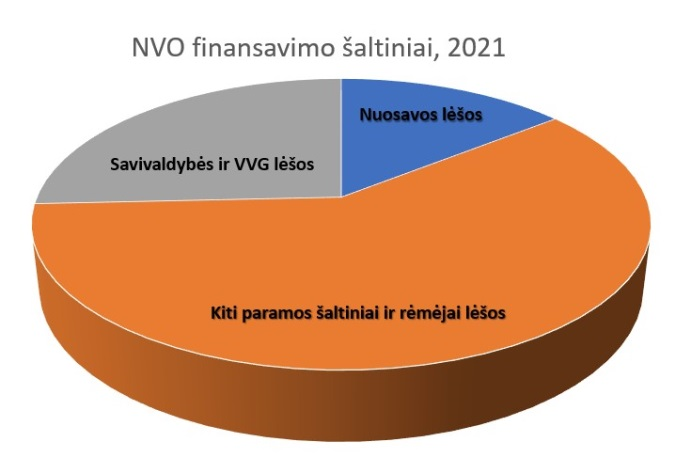 NVO finansavimo šaltiniai, 2021
Nuosavos lėšos
Savivaldybės ir VVG lėšos
Kiti paramos šaltiniai ir rėmėjai lėšos